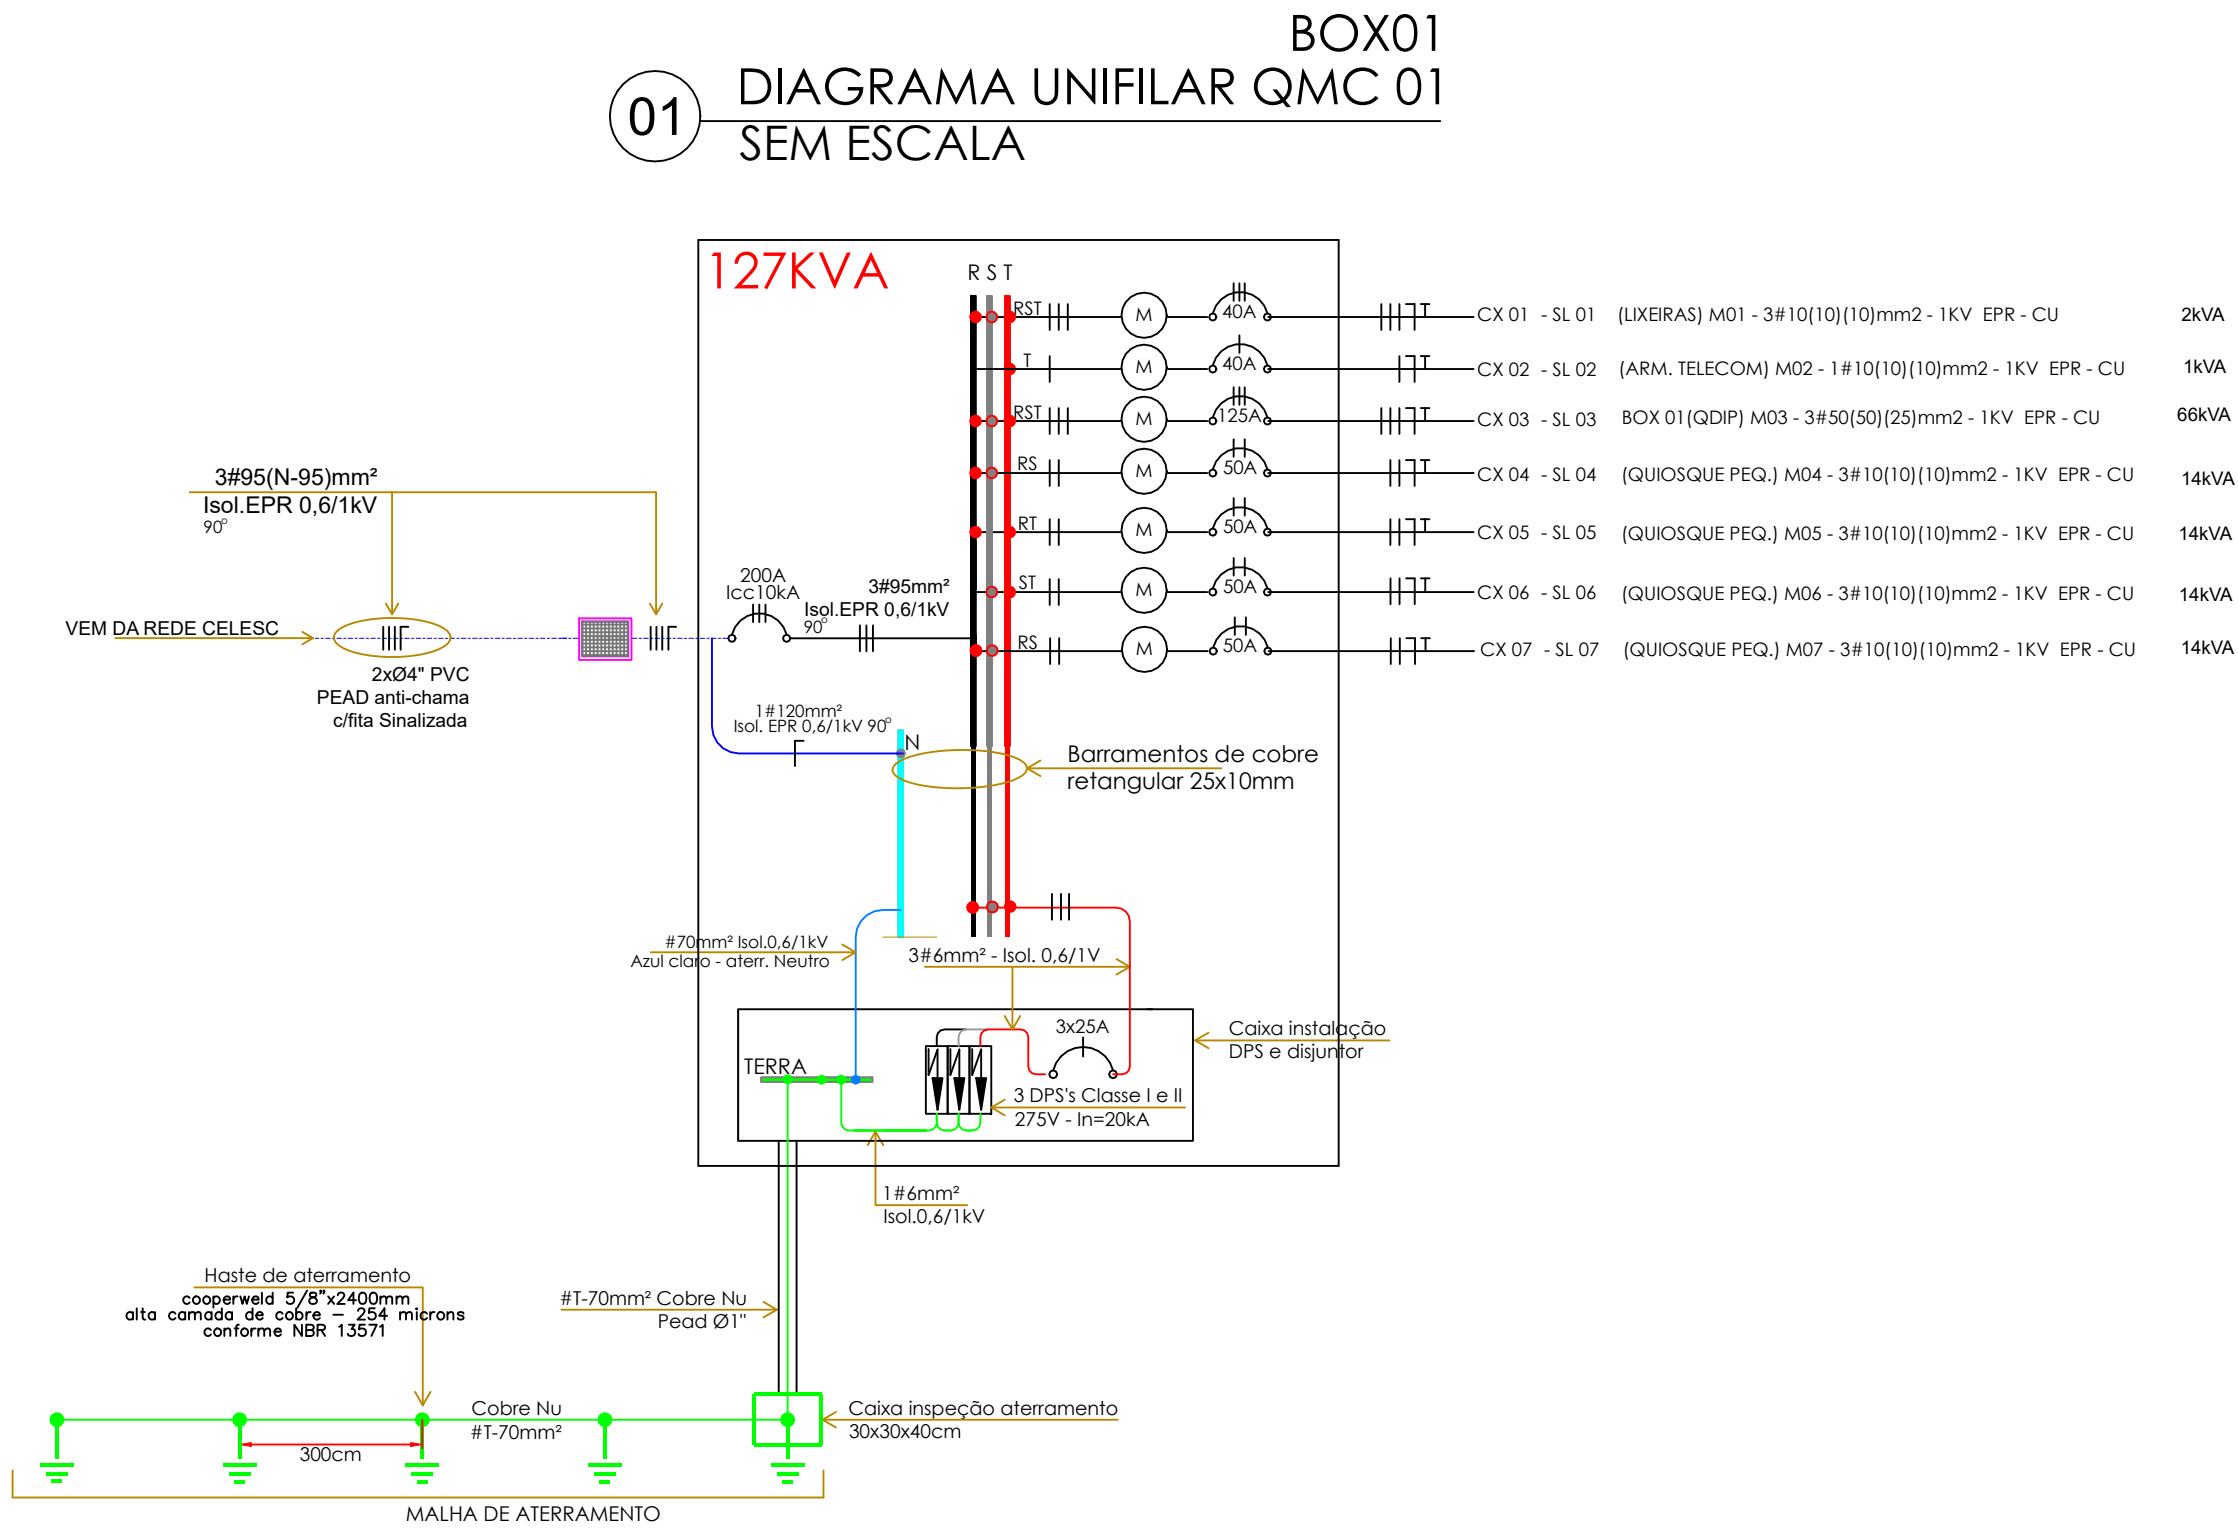 BOX01
01
DIAGRAMA UNIFILAR QMC 01
SEM ESCALA
127KVA
R S T
RST
M
40A
CX 01 - SL 01 (LIXEIRAS) M01 - 3#10(10)(10)mm2 - 1KV EPR - CU 2kVA
T
M
40A
CX 02 - SL 02 (ARM. TELECOM) M02 - 1#10(10)(10)mm2 - 1KV EPR - CU 1kVA
RST
M
125A
CX 03 - SL 03 BOX 01(QDIP) M03 - 3#50(50)(25)mm2 - 1KV EPR - CU 66kVA
RS
M
50A
CX 04 - SL 04 (QUIOSQUE PEQ.) M04 - 3#10(10)(10)mm2 - 1KV EPR - CU 14kVA
RT
M
50A
CX 05 - SL 05 (QUIOSQUE PEQ.) M05 - 3#10(10)(10)mm2 - 1KV EPR - CU 14kVA
ST
M
50A
CX 06 - SL 06 (QUIOSQUE PEQ.) M06 - 3#10(10)(10)mm2 - 1KV EPR - CU 14kVA
RS
M
50A
CX 07 - SL 07 (QUIOSQUE PEQ.) M07 - 3#10(10)(10)mm2 - 1KV EPR - CU 14kVA
3#95(N-95)mm²
Isol.EPR 0,6/1kV
90°
VEM DA REDE CELESC
2xØ4" PVC
PEAD anti-chama
c/fita Sinalizada
200A
Icc10kA
3#95mm²
Isol.EPR 0,6/1kV
90°
1#120mm²
Isol. EPR 0,6/1kV 90°
N
Barramentos de cobre
retangular 25x10mm
#70mm² Isol.0,6/1kV
Azul claro - aterr. Neutro
3#6mm² - Isol. 0,6/1V
3x25A
TERRA
Caixa instalação
DPS e disjuntor
3 DPS's Classe I e II
275V - In=20kA
1#6mm²
Isol.0,6/1kV
Haste de aterramento
cooperweld 5/8"x2400mm
alta camada de cobre – 254 microns
conforme NBR 13571
#T-70mm² Cobre Nu
Pead Ø1"
Cobre Nu
#T-70mm²
Caixa inspeção aterramento
30x30x40cm
300cm
MALHA DE ATERRAMENTO